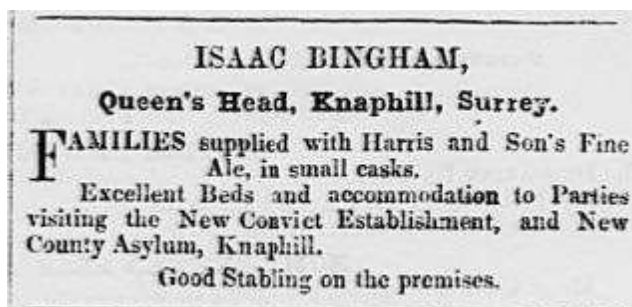 ISAAC BINGHAM,
Queen's Head, Knaphill, Surrey.
FAMILIES supplied with Harris and Son's Fine
Ale, in small casks.
Excellent Beds and accommodation to Parties
visiting the New Convict Establishment, and New
County Asylum, Knaphill.
Good Stabling on the premises.